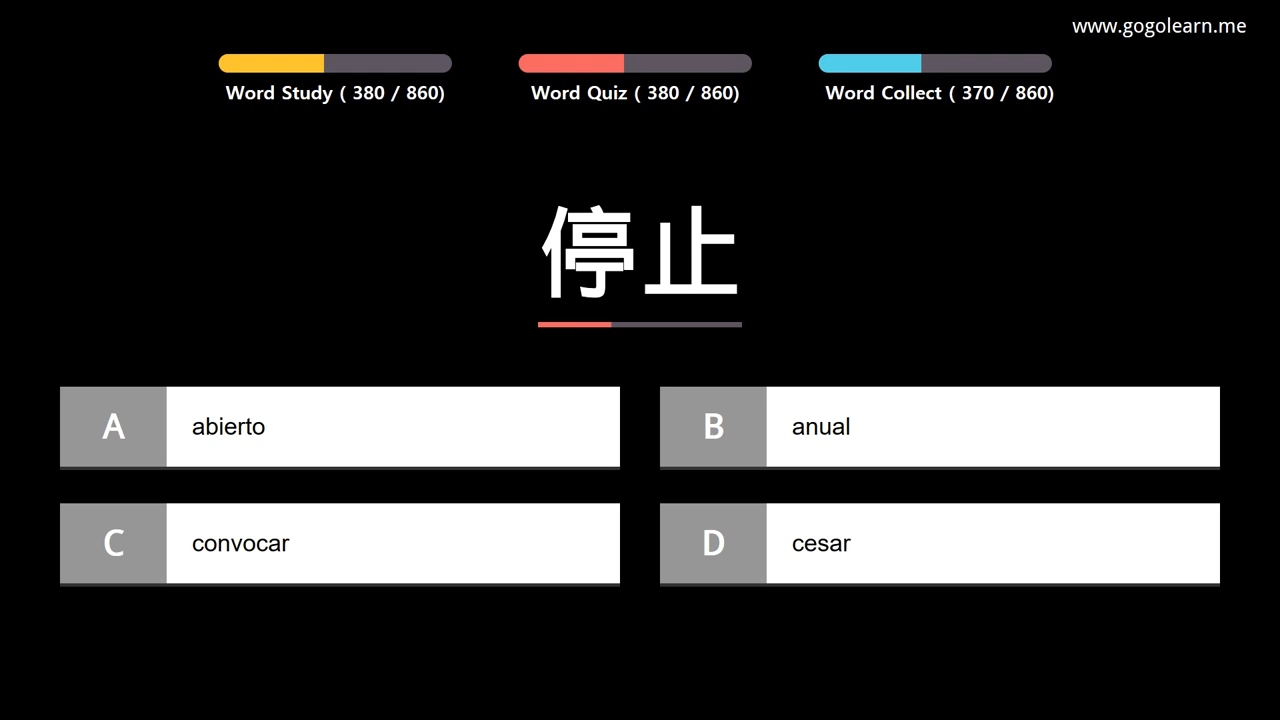 www.gogolearn.me
Word Study ( 380 / 860)
Word Quiz ( 380 / 860)
Word Collect ( 370 / 860)
停止
A abierto
B anual
C convocar
D cesar